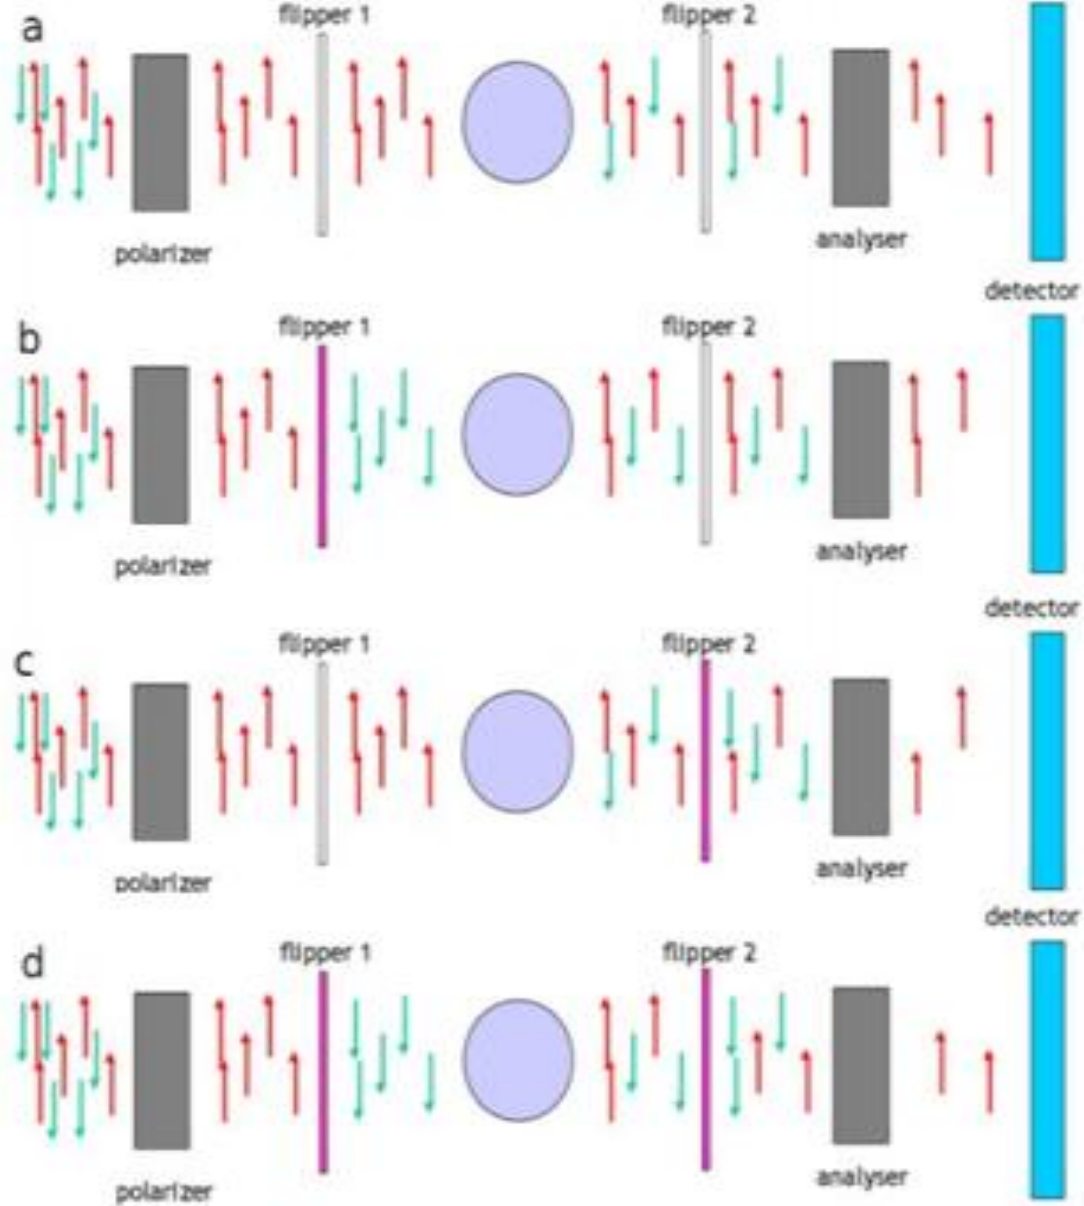 a
flipper 1
flipper 2
polarizer
analyser
detector
b
flipper 1
flipper 2
polarizer
analyser
detector
c
flipper 1
flipper 2
polarizer
analyser
detector
d
flipper 1
flipper 2
polarizer
analyser